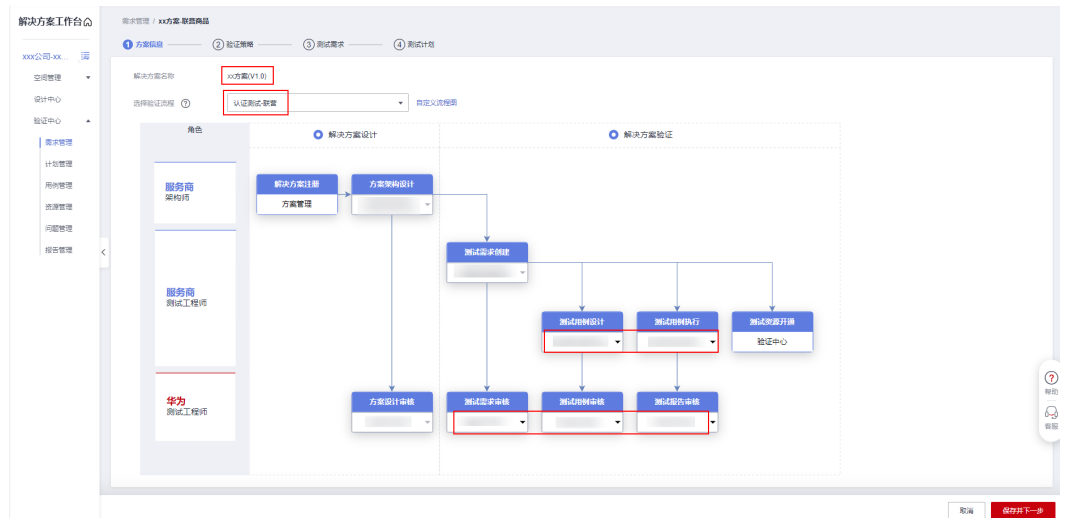 解决方案工作台
需求管理 / xx方案-联营商品
1 方案信息 2 验证策略 3 测试需求 4 测试计划
xxx公司-xx...
空间管理
设计中心
验证中心
需求管理
计划管理
用例管理
资源管理
问题管理
报告管理
解决方案名称 xx方案(V1.0)
选择验证流程 ? 认证测试-联营 自定义流程图
角色 解决方案设计 解决方案验证
服务商
架构师
解决方案注册
方案管理
方案架构设计
服务商
测试工程师
测试需求创建
测试用例设计
测试用例执行
测试资源开通
验证中心
华为
测试工程师
方案设计审核
测试需求审核
测试用例审核
测试报告审核
帮助
客服
取消 保存并下一步